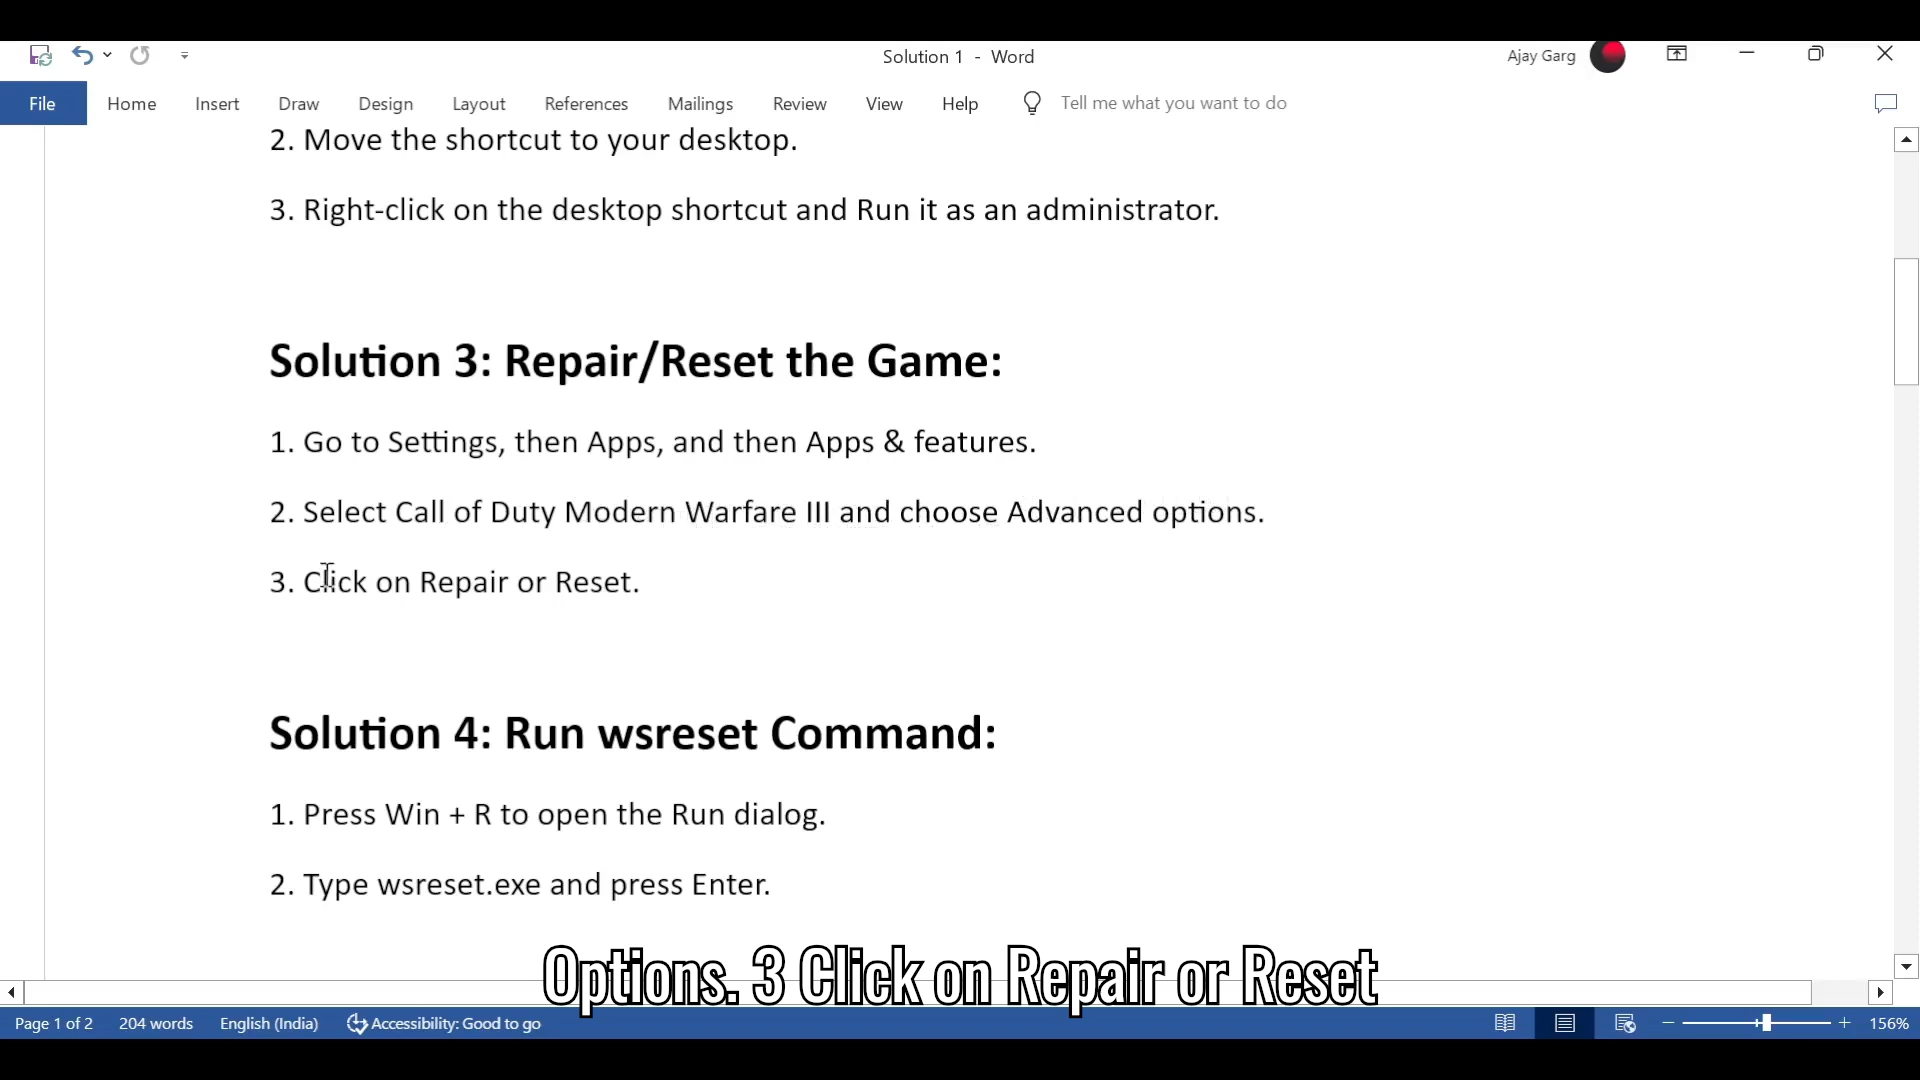 Solution 1 - Word
Ajay Garg
File Home Insert Draw Design Layout References Mailings Review View Help Tell me what you want to do
2. Move the shortcut to your desktop.
3. Right-click on the desktop shortcut and Run it as an administrator.
Solution 3: Repair/Reset the Game:
1. Go to Settings, then Apps, and then Apps & features.
2. Select Call of Duty Modern Warfare III and choose Advanced options.
3. Click on Repair or Reset.
Solution 4: Run wsreset Command:
1. Press Win + R to open the Run dialog.
2. Type wsreset.exe and press Enter.
Options. 3 Click on Repair or Reset
Page 1 of 2 204 words English (India) Accessibility: Good to go 156%